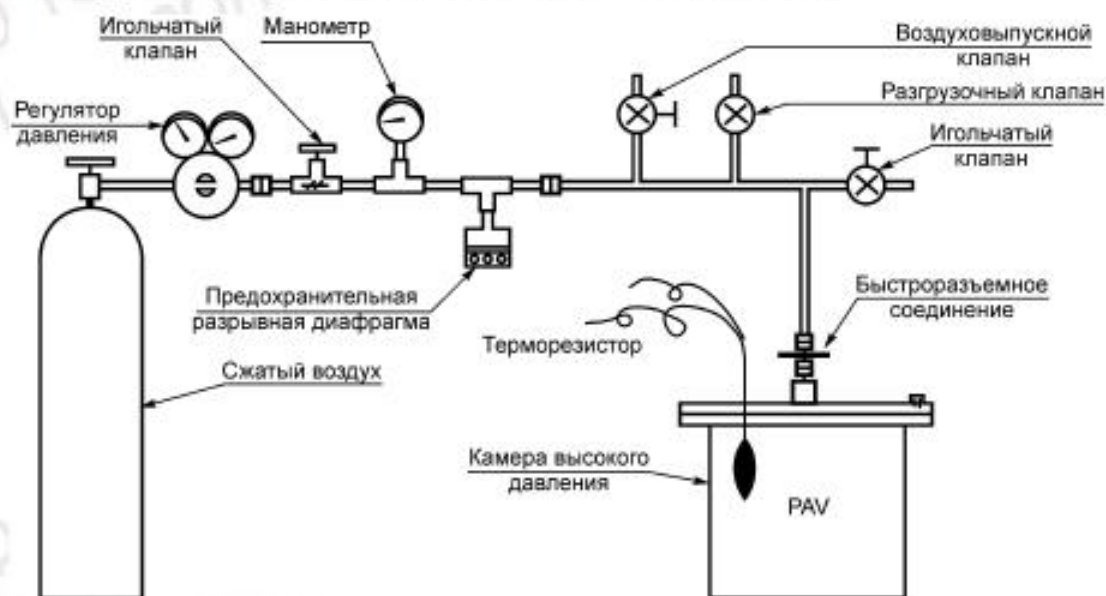 Игольчатый
клапан
Манометр
Воздуховыпускной
клапан
Регулятор
давления
Разгрузочный клапан
Игольчатый
клапан
Предохранительная
разрывная диафрагма
Быстроразъемное
соединение
Терморезистор
Сжатый воздух
Камера высокого
давления
PAV